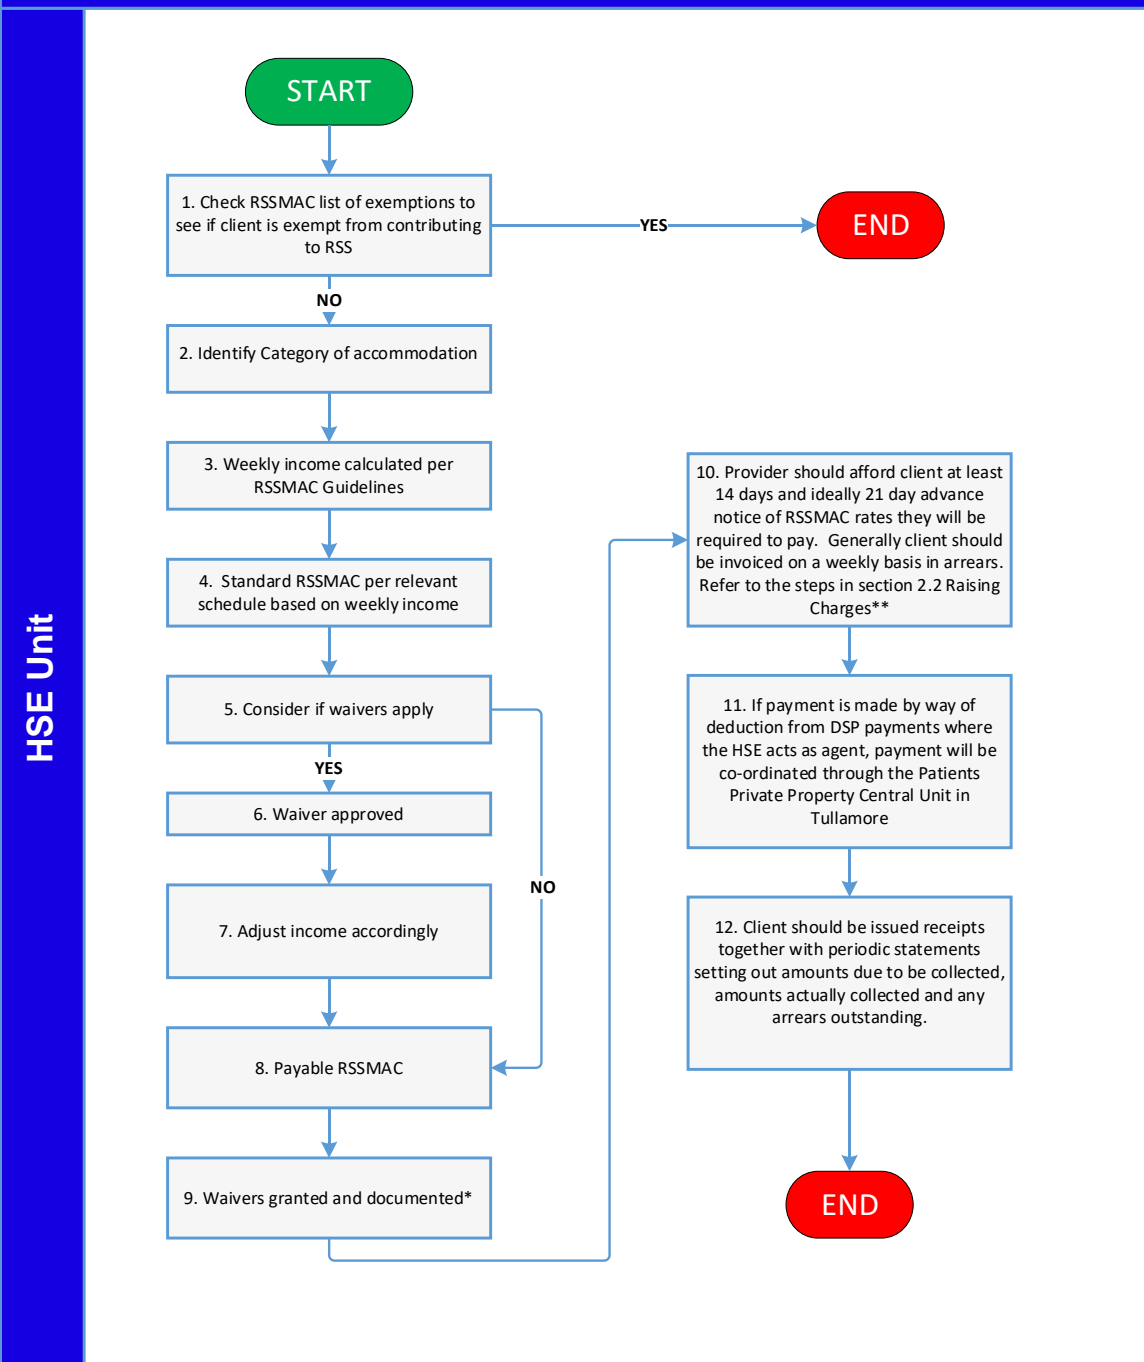 HSE Unit
START
1. Check RSSMAC list of exemptions to
see if client is exempt from contributing
to RSS
YES
END
NO
2. Identify Category of accommodation
3. Weekly income calculated per
RSSMAC Guidelines
4. Standard RSSMAC per relevant
schedule based on weekly income
5. Consider if waivers apply
YES
6. Waiver approved
NO
7. Adjust income accordingly
8. Payable RSSMAC
9. Waivers granted and documented*
10. Provider should afford client at least
14 days and ideally 21 day advance
notice of RSSMAC rates they will be
required to pay. Generally client should
be invoiced on a weekly basis in arrears.
Refer to the steps in section 2.2 Raising
Charges**
11. If payment is made by way of
deduction from DSP payments where
the HSE acts as agent, payment will be
co-ordinated through the Patients
Private Property Central Unit in
Tullamore
12. Client should be issued receipts
together with periodic statements
setting out amounts due to be collected,
amounts actually collected and any
arrears outstanding.
END